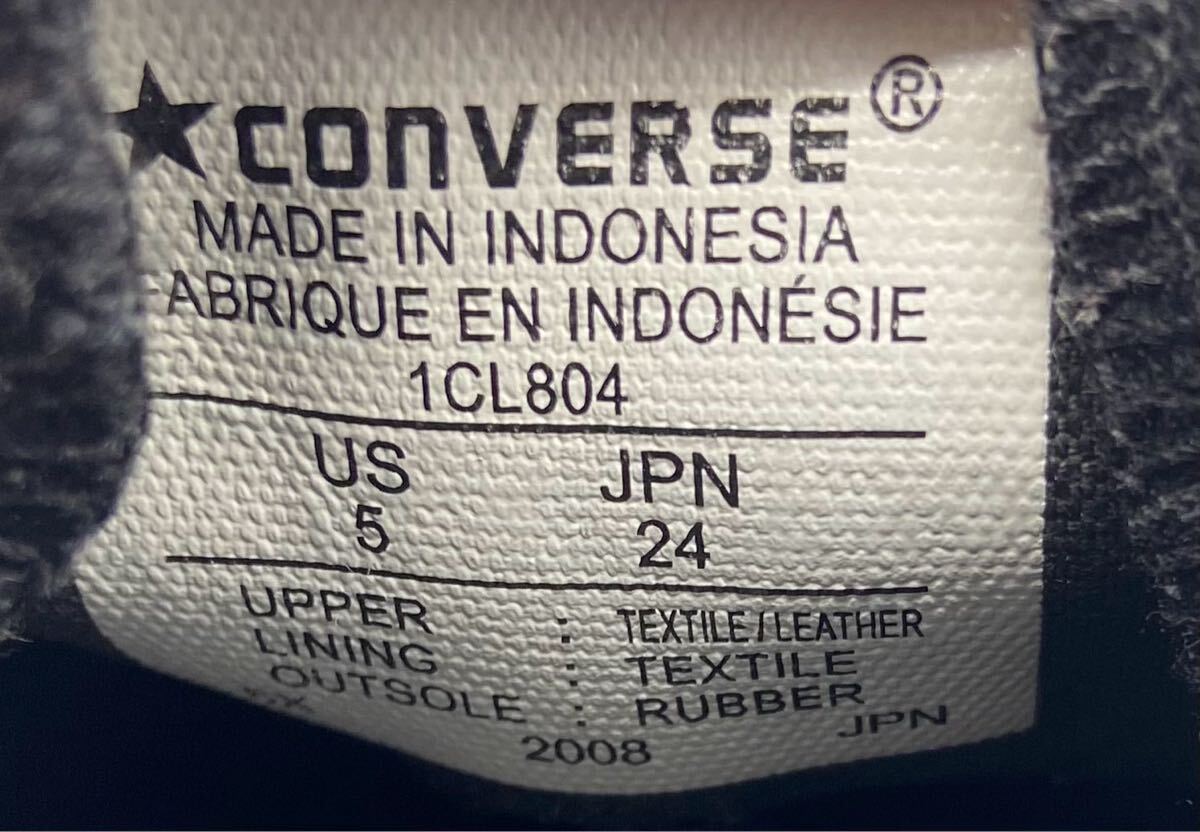 ★CONVERSE®
MADE IN INDONESIA
FABRIQUE EN INDONÉSIE
1CL804
US JPN
5 24
UPPER : TEXTILE/LEATHER
LINING : TEXTILE
OUTSOLE : RUBBER
2008 JPN